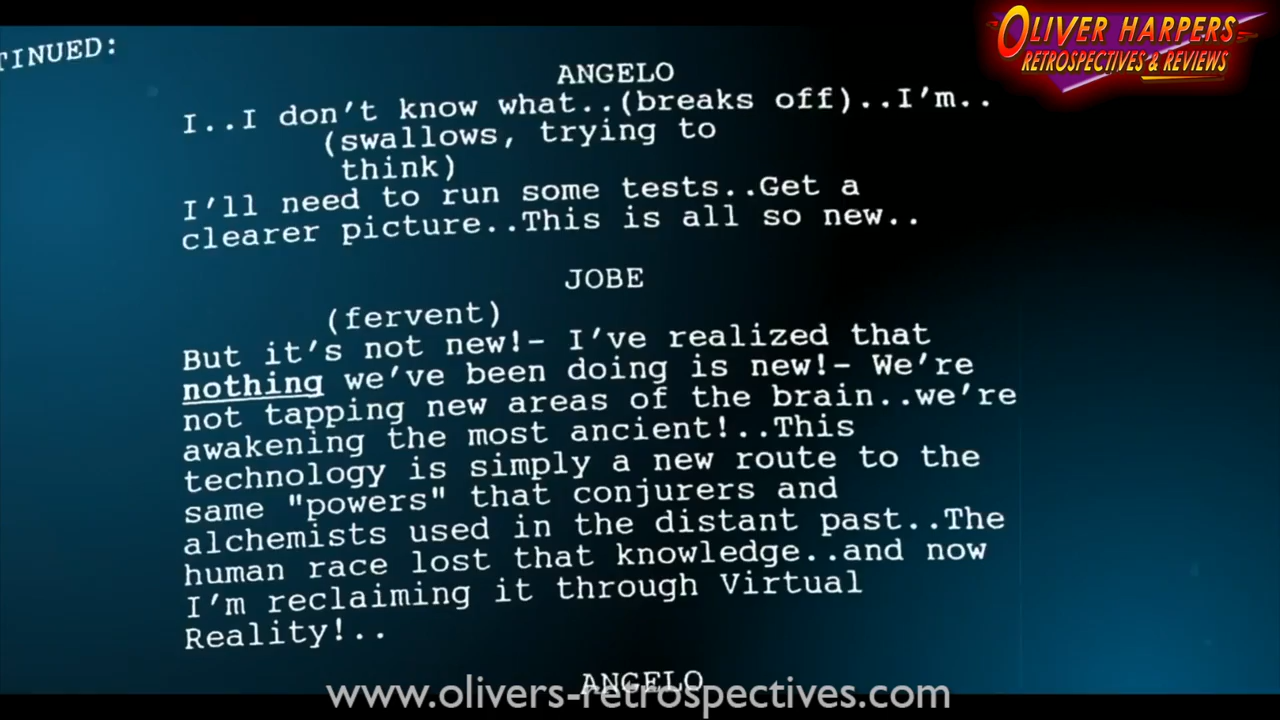 TINUED:
OLIVER HARPERS
RETROSPECTIVES & REVIEWS
ANGELO
I..I don't know what..(breaks off)..I'm..
(swallows, trying to
think)
I'll need to run some tests..Get a
clearer picture..This is all so new..
JOBE
(fervent)
But it's not new!- I've realized that
nothing we've been doing is new!- We're
not tapping new areas of the brain..we're
awakening the most ancient!..This
technology is simply a new route to the
same "powers" that conjurers and
alchemists used in the distant past..The
human race lost that knowledge..and now
I'm reclaiming it through Virtual
Reality!..
ANGELO
www.olivers-retrospectives.com